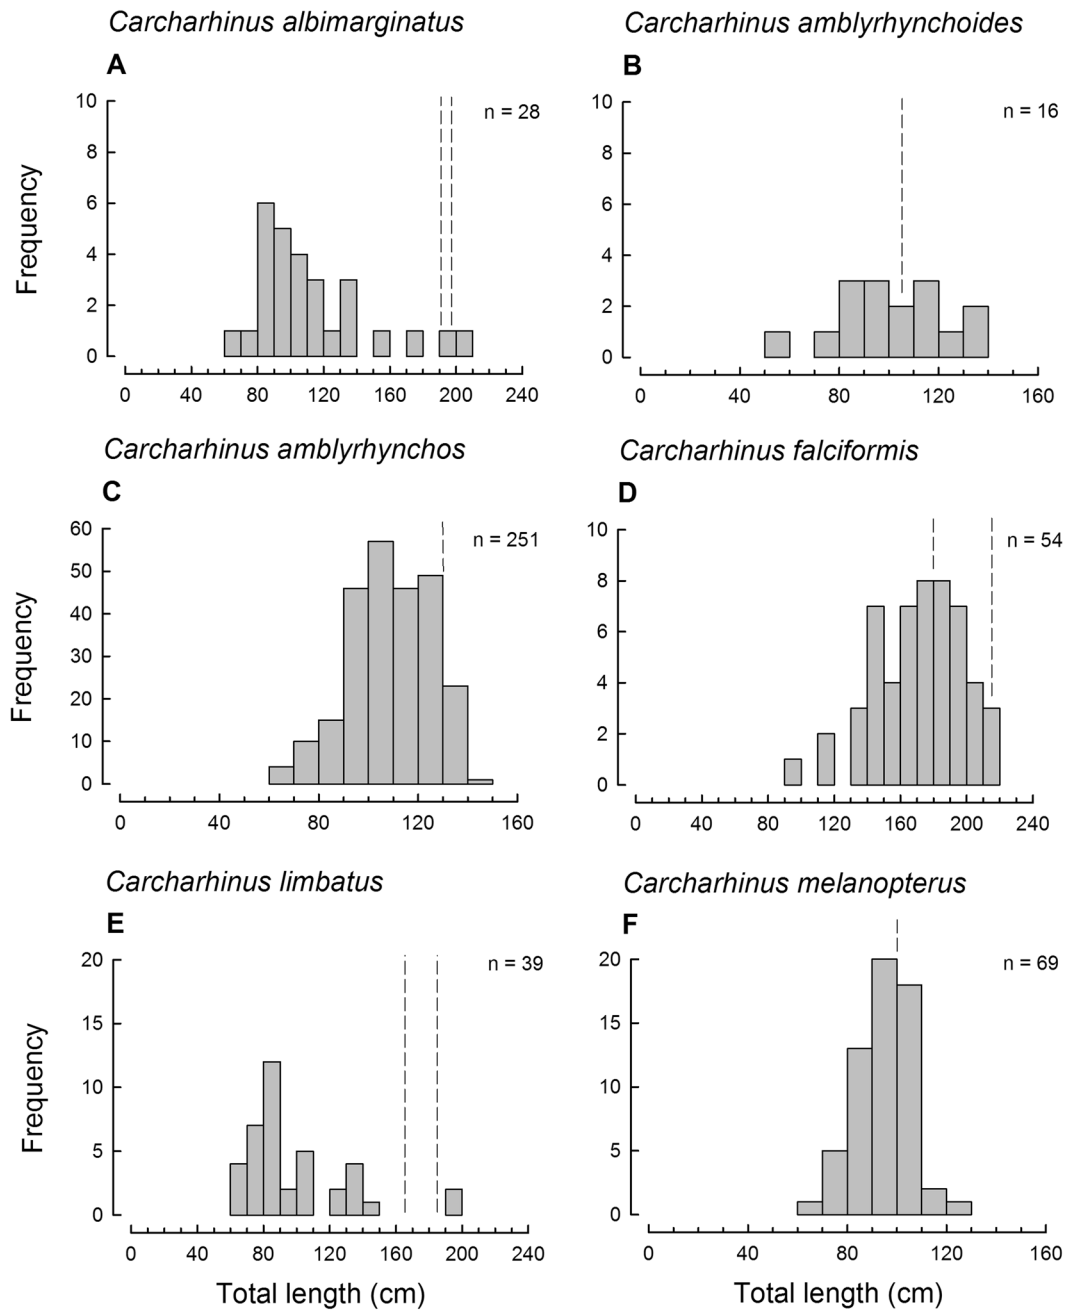 Carcharhinus albimarginatus
A
n = 28
Frequency
10
8
6
4
2
0
0 40 80 120 160 200 240
Carcharhinus amblyrhynchoides
B
n = 16
10
8
6
4
2
0
0 40 80 120 160
Carcharhinus amblyrhynchos
C
n = 251
Frequency
60
50
40
30
20
10
0
0 40 80 120 160
Carcharhinus falciformis
D
n = 54
10
8
6
4
2
0
0 40 80 120 160 200 240
Carcharhinus limbatus
E
n = 39
Frequency
20
15
10
5
0
0 40 80 120 160 200 240
Total length (cm)
Carcharhinus melanopterus
F
n = 69
20
15
10
5
0
0 40 80 120 160
Total length (cm)